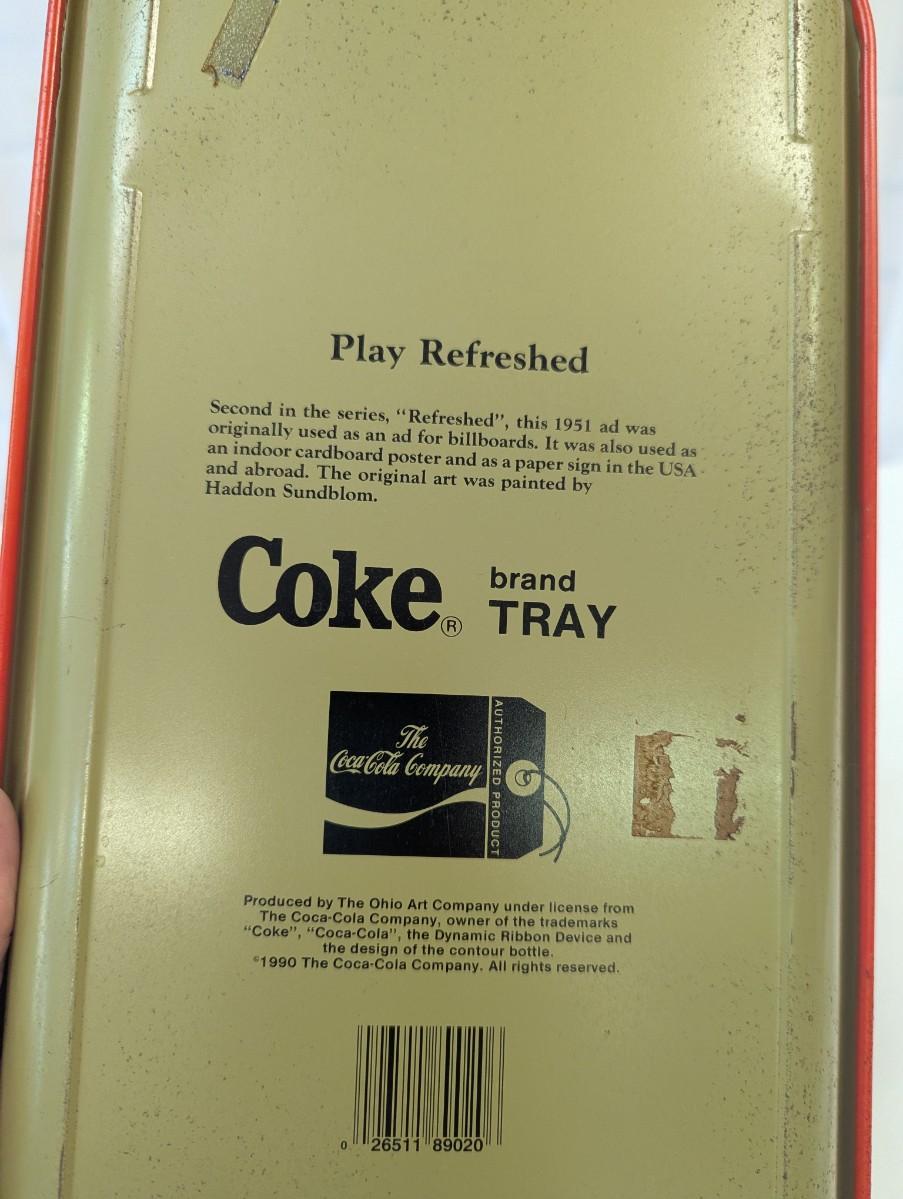 Play Refreshed
Second in the series, “Refreshed”, this 1951 ad was
originally used as an ad for billboards. It was also used as
an indoor cardboard poster and as a paper sign in the USA
and abroad. The original art was painted by
Haddon Sundblom.
Coke® brand
TRAY
The
Coca-Cola Company
AUTHORIZED PRODUCT
Produced by The Ohio Art Company under license from
The Coca-Cola Company, owner of the trademarks
“Coke”, “Coca-Cola”, the Dynamic Ribbon Device and
the design of the contour bottle.
©1990 The Coca-Cola Company. All rights reserved.
0 26511 89020